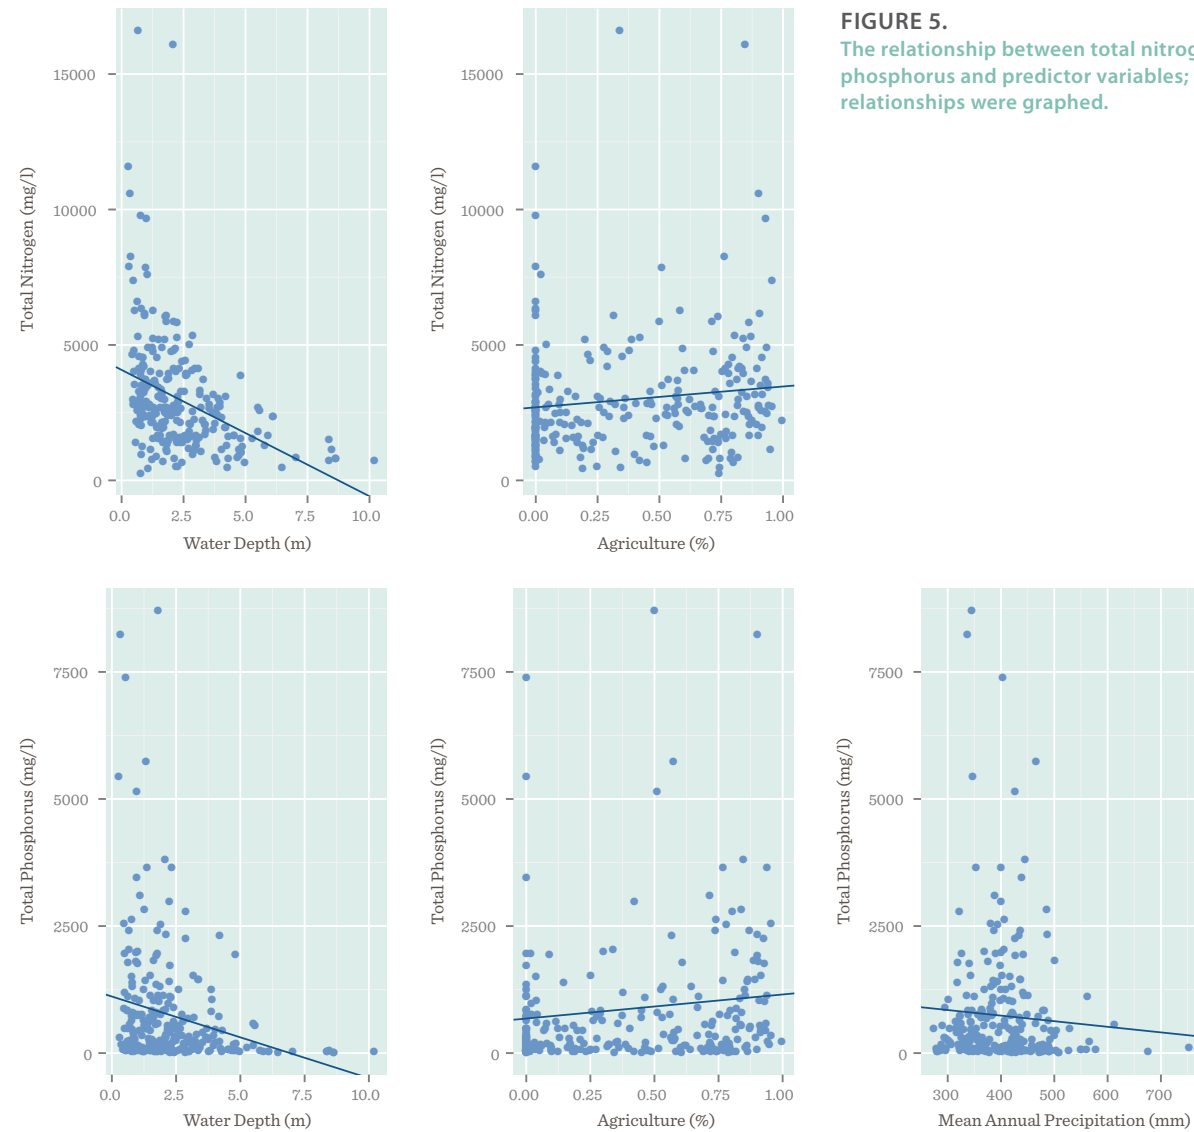 FIGURE 5.
The relationship between total
phosphorus and predictor variables;
relationships were graphed.
Total Nitrogen (mg/l)
15000
10000
5000
0
0.0 2.5 5.0 7.5 10.0
Water Depth (m)
Total Nitrogen (mg/l)
15000
10000
5000
0
0.00 0.25 0.50 0.75 1.00
Agriculture (%)
Total Phosphorus (mg/l)
7500
5000
2500
0
0.0 2.5 5.0 7.5 10.0
Water Depth (m)
Total Phosphorus (mg/l)
7500
5000
2500
0
0.00 0.25 0.50 0.75 1.00
Agriculture (%)
Total Phosphorus (mg/l)
7500
5000
2500
0
300 400 500 600 700
Mean Annual Precipitation (mm)